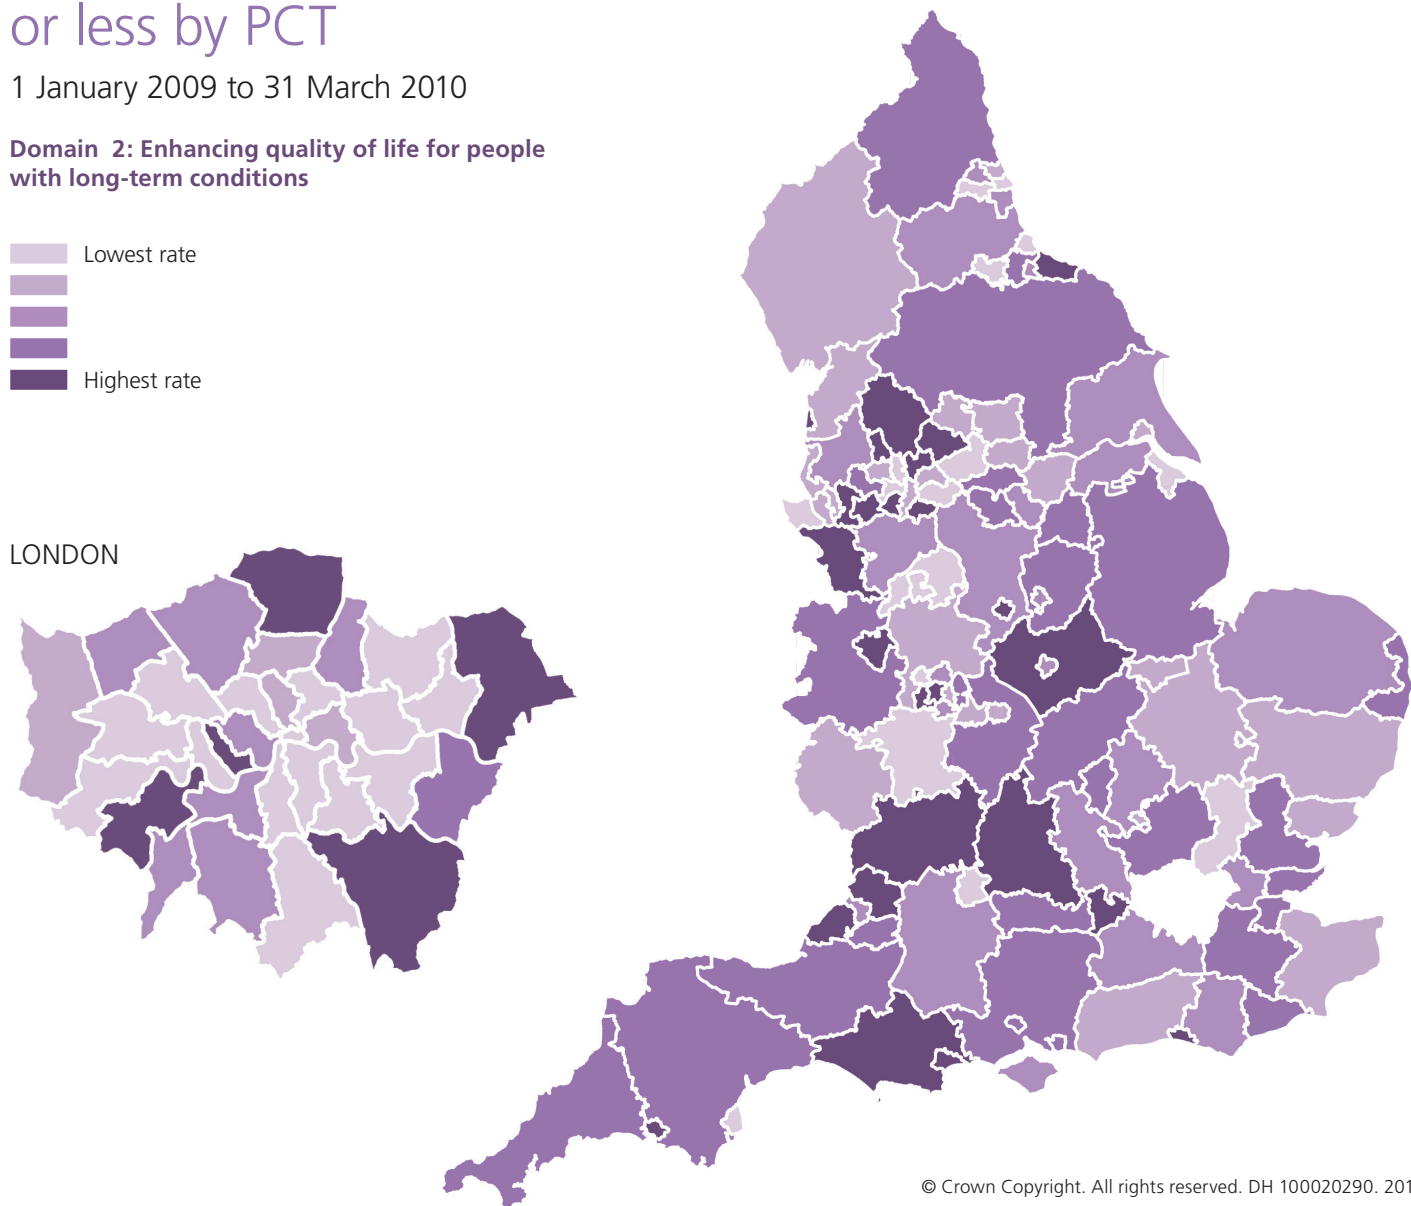 or less by PCT
1 January 2009 to 31 March 2010
Domain 2: Enhancing quality of life for people
with long-term conditions
Lowest rate
Highest rate
LONDON
© Crown Copyright. All rights reserved. DH 100020290. 201